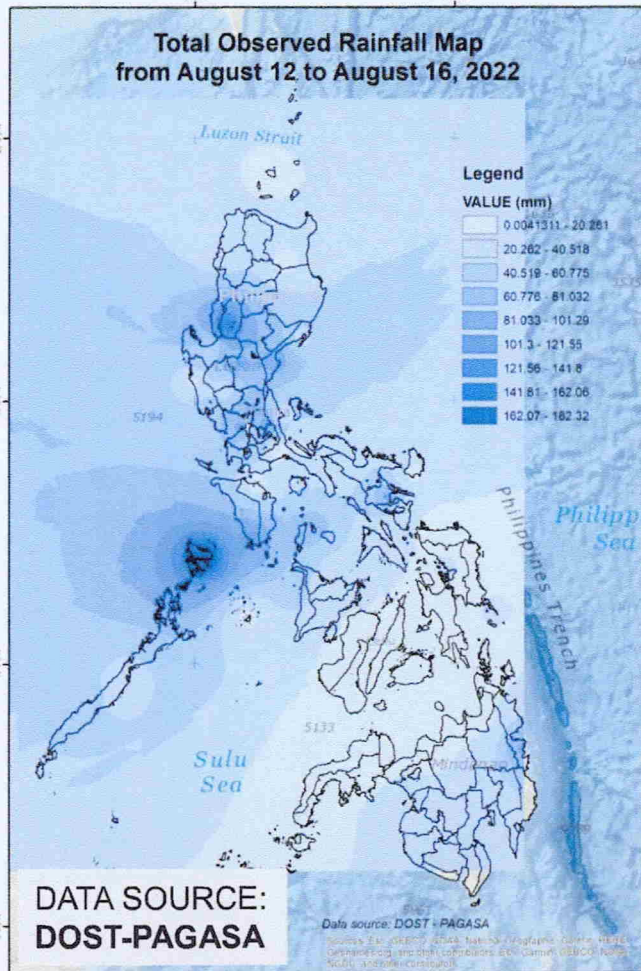 Total Observed Rainfall Map
from August 12 to August 16, 2022
Luzon Strait
Legend
VALUE (mm)
0.0041311 - 20.261
20.262 - 40.518
40.519 - 60.775
60.776 - 81.032
81.033 - 101.29
101.3 - 121.55
121.56 - 141.8
141.81 - 162.06
162.07 - 182.32
5194
Philipp
Sea
Philippines Trench
5133
Sulu
Sea
Mindanao
DATA SOURCE:
DOST-PAGASA
Data source: DOST - PAGASA